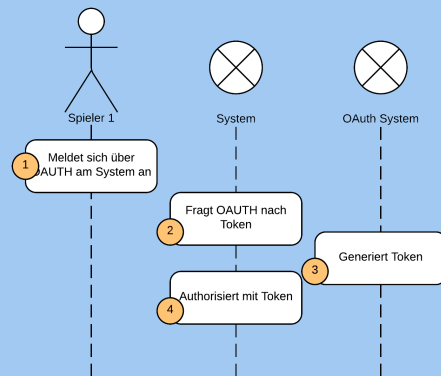 Spieler 1
System
OAuth System
1
Meldet sich über
OAUTH am System an
2
Fragt OAUTH nach
Token
3
Generiert Token
4
Authorisiert mit Token